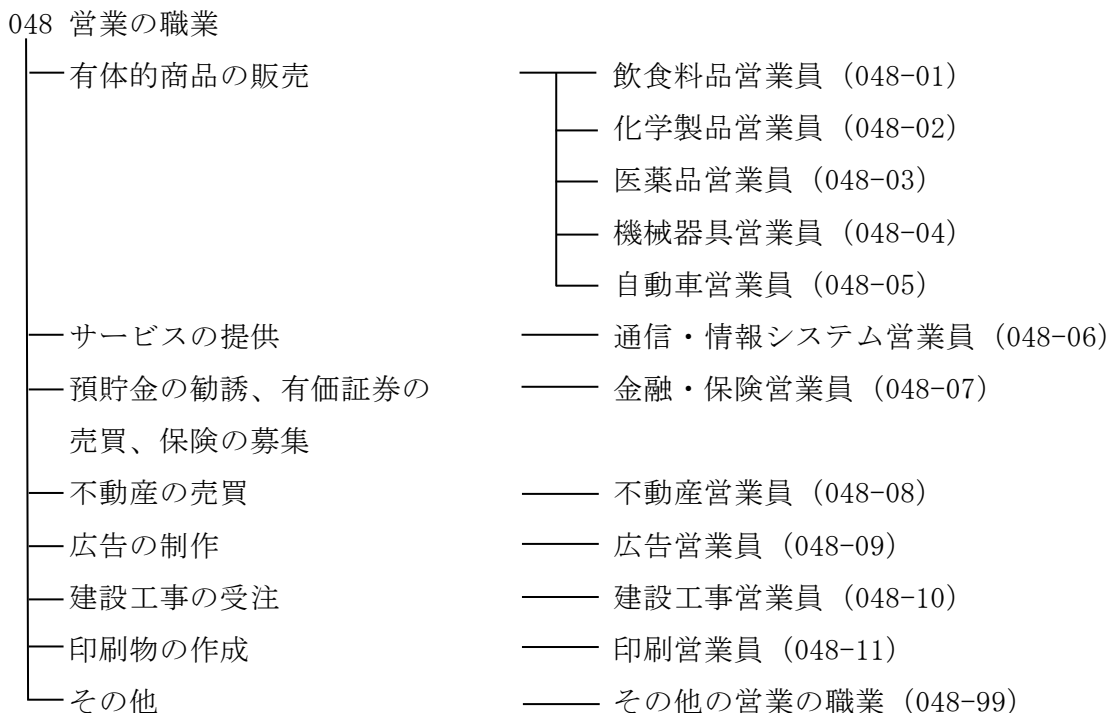 048 営業の職業
有体的商品の販売 飲食料品営業員 (048-01)
化学製品営業員 (048-02)
医薬品営業員 (048-03)
機械器具営業員 (048-04)
自動車営業員 (048-05)
サービスの提供 通信・情報システム営業員 (048-06)
預貯金の勧誘、有価証券の 金融・保険営業員 (048-07)
売買、保険の募集
不動産の売買 不動産営業員 (048-08)
広告の制作 広告営業員 (048-09)
建設工事の受注 建設工事営業員 (048-10)
印刷物の作成 印刷営業員 (048-11)
その他 その他の営業の職業 (048-99)